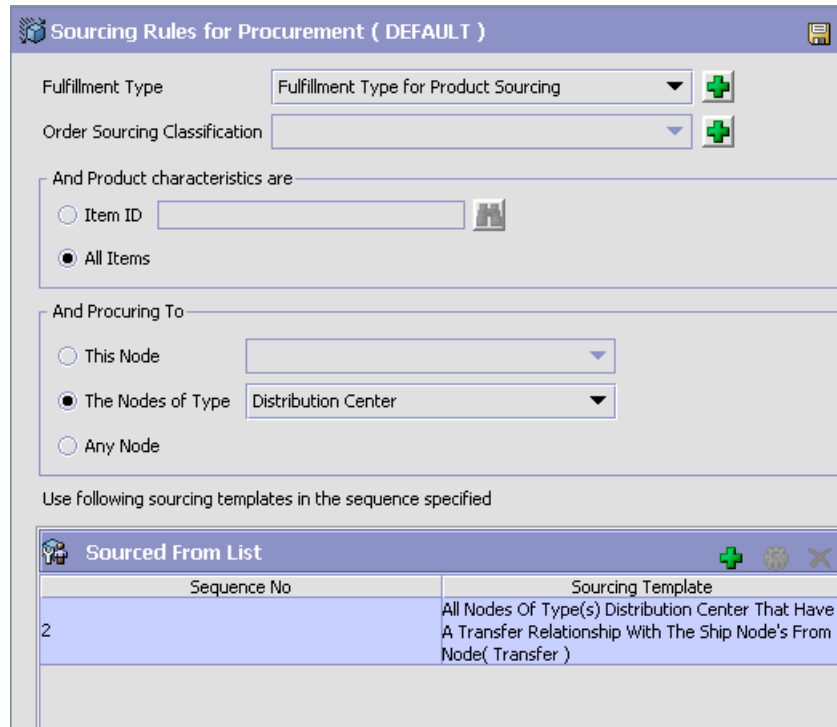 Sourcing Rules for Procurement ( DEFAULT )
Fulfillment Type
Fulfillment Type for Product Sourcing
Order Sourcing Classification
And Product characteristics are
Item ID
All Items
And Procuring To
This Node
The Nodes of Type
Distribution Center
Any Node
Use following sourcing templates in the sequence specified
Sourced From List
Sequence No
Sourcing Template
2
All Nodes Of Type(s) Distribution Center That Have
A Transfer Relationship With The Ship Node's From
Node( Transfer )